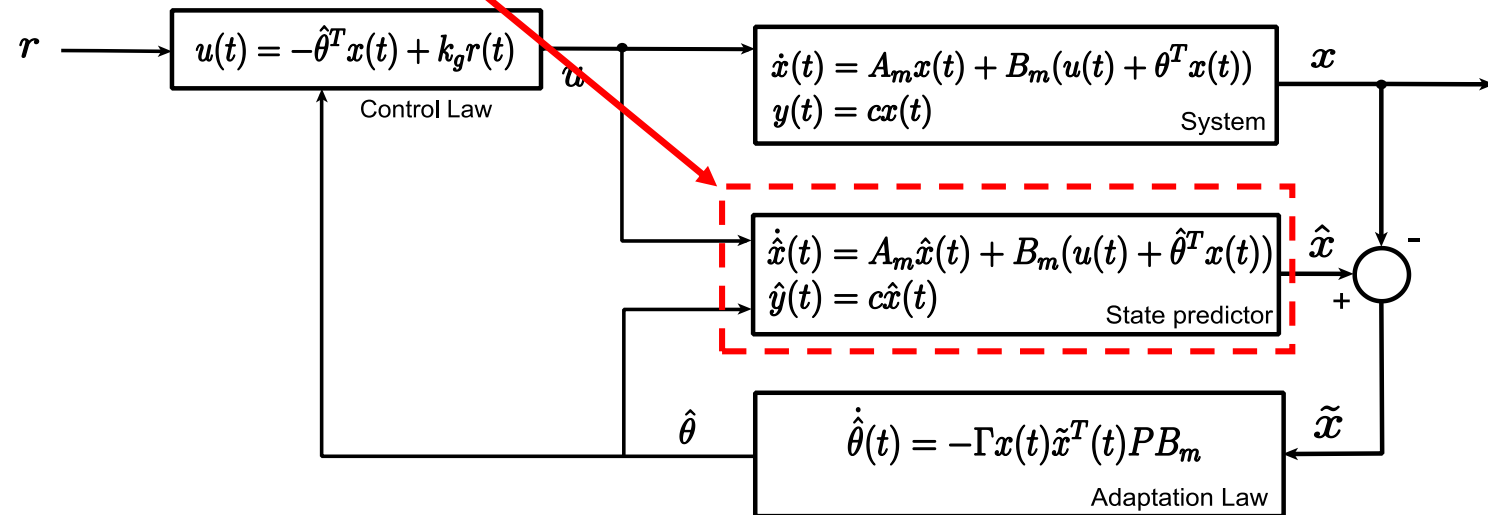 r
u(t) = -θ̂ᵀx(t) + k_g r(t)
Control Law
u
ẋ(t) = A_m x(t) + B_m(u(t) + θᵀx(t))
y(t) = cx(t)
System
x
-
x̂̇(t) = A_m x̂(t) + B_m(u(t) + θ̂ᵀx(t))
ŷ(t) = cx̂(t)
State predictor
x̂
+
θ̂
θ̂̇(t) = -Γx(t)x̃ᵀ(t)PB_m
Adaptation Law
x̃